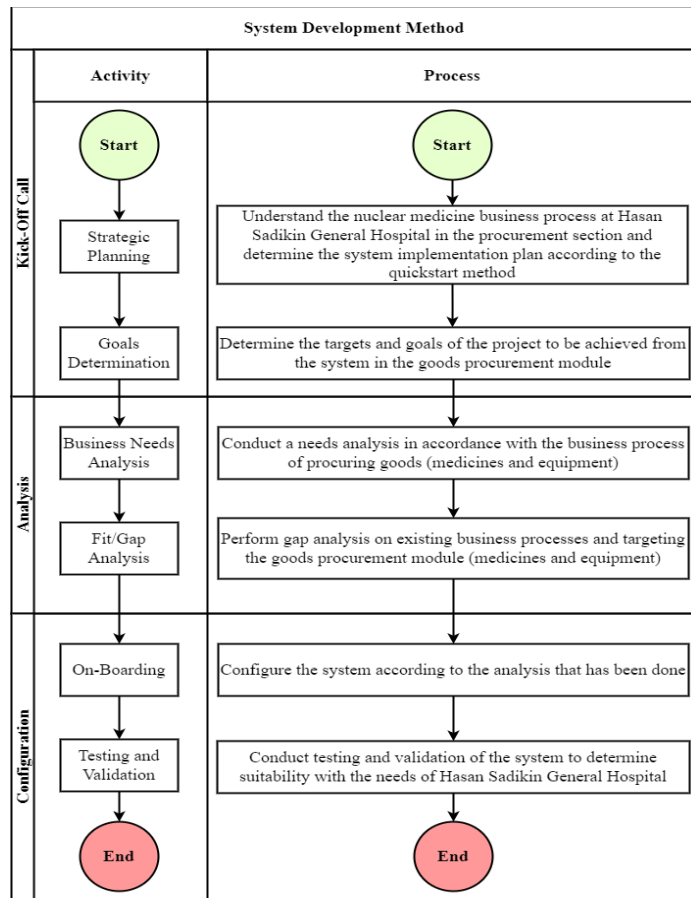 System Development Method
Activity
Process
Kick-Off Call
Start
Start
Strategic
Planning
Understand the nuclear medicine business process at Hasan
Sadikin General Hospital in the procurement section and
determine the system implementation plan according to the
quickstart method
Goals
Determination
Determine the targets and goals of the project to be achieved from
the system in the goods procurement module
Analysis
Business Needs
Analysis
Conduct a needs analysis in accordance with the business process
of procuring goods (medicines and equipment)
Fit/Gap
Analysis
Perform gap analysis on existing business processes and targeting
the goods procurement module (medicines and equipment)
Configuration
On-Boarding
Configure the system according to the analysis that has been done
Testing and
Validation
Conduct testing and validation of the system to determine
suitability with the needs of Hasan Sadikin General Hospital
End
End